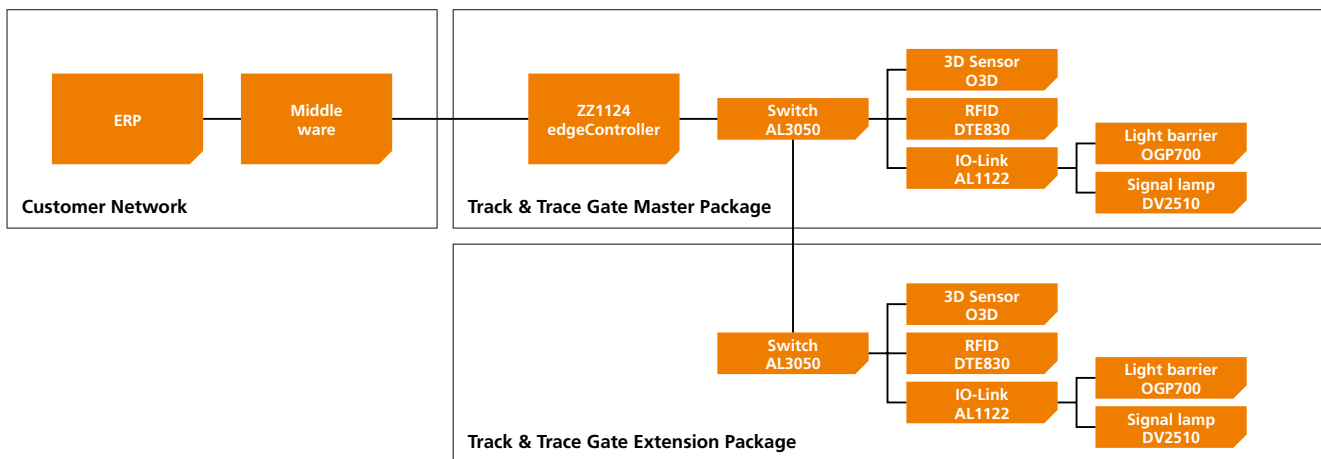 ERP
Middle
ware
Customer Network
ZZ1124
edgeController
Switch
AL3050
3D Sensor
O3D
RFID
DTE830
IO-Link
AL1122
Light barrier
OGP700
Signal lamp
DV2510
Track & Trace Gate Master Package
Switch
AL3050
3D Sensor
O3D
RFID
DTE830
IO-Link
AL1122
Light barrier
OGP700
Signal lamp
DV2510
Track & Trace Gate Extension Package